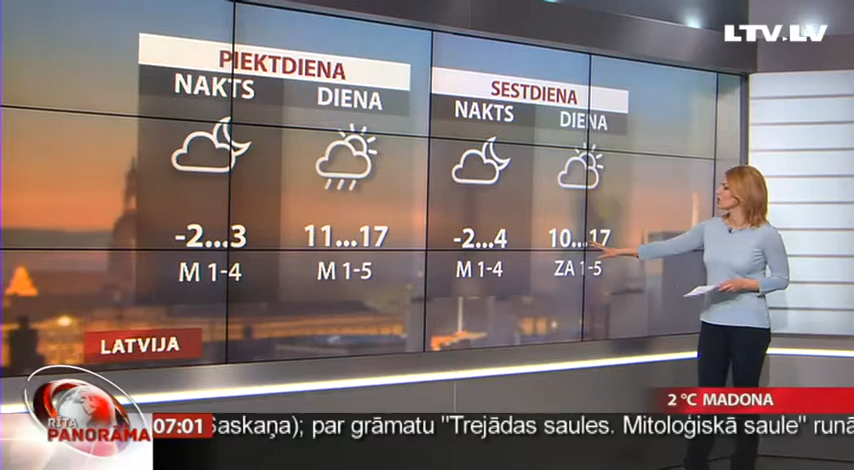 LTV.LV
PIEKTDIENA
NAKTS DIENA
-2...3 11...17
M 1-4 M 1-5
SESTDIENA
NAKTS DIENA
-2...4 10...17
M 1-4 ZA 1-5
LATVIJA
2 °C MADONA
RĪTA
PANORĀMA
07:01 Saskaņa); par grāmatu "Trejādas saules. Mitoloģiskā saule" runā